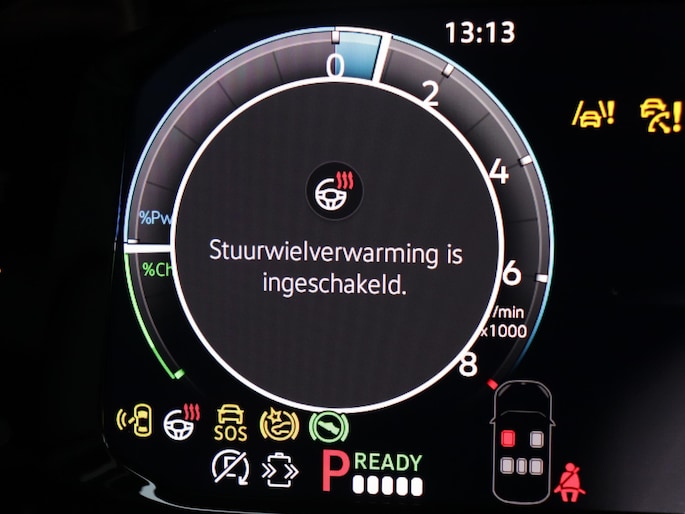 13:13
0
2
4
6
8
%Pw
%Ch
/min
x1000
Stuurwielverwarming is
ingeschakeld.
SOS
P READY